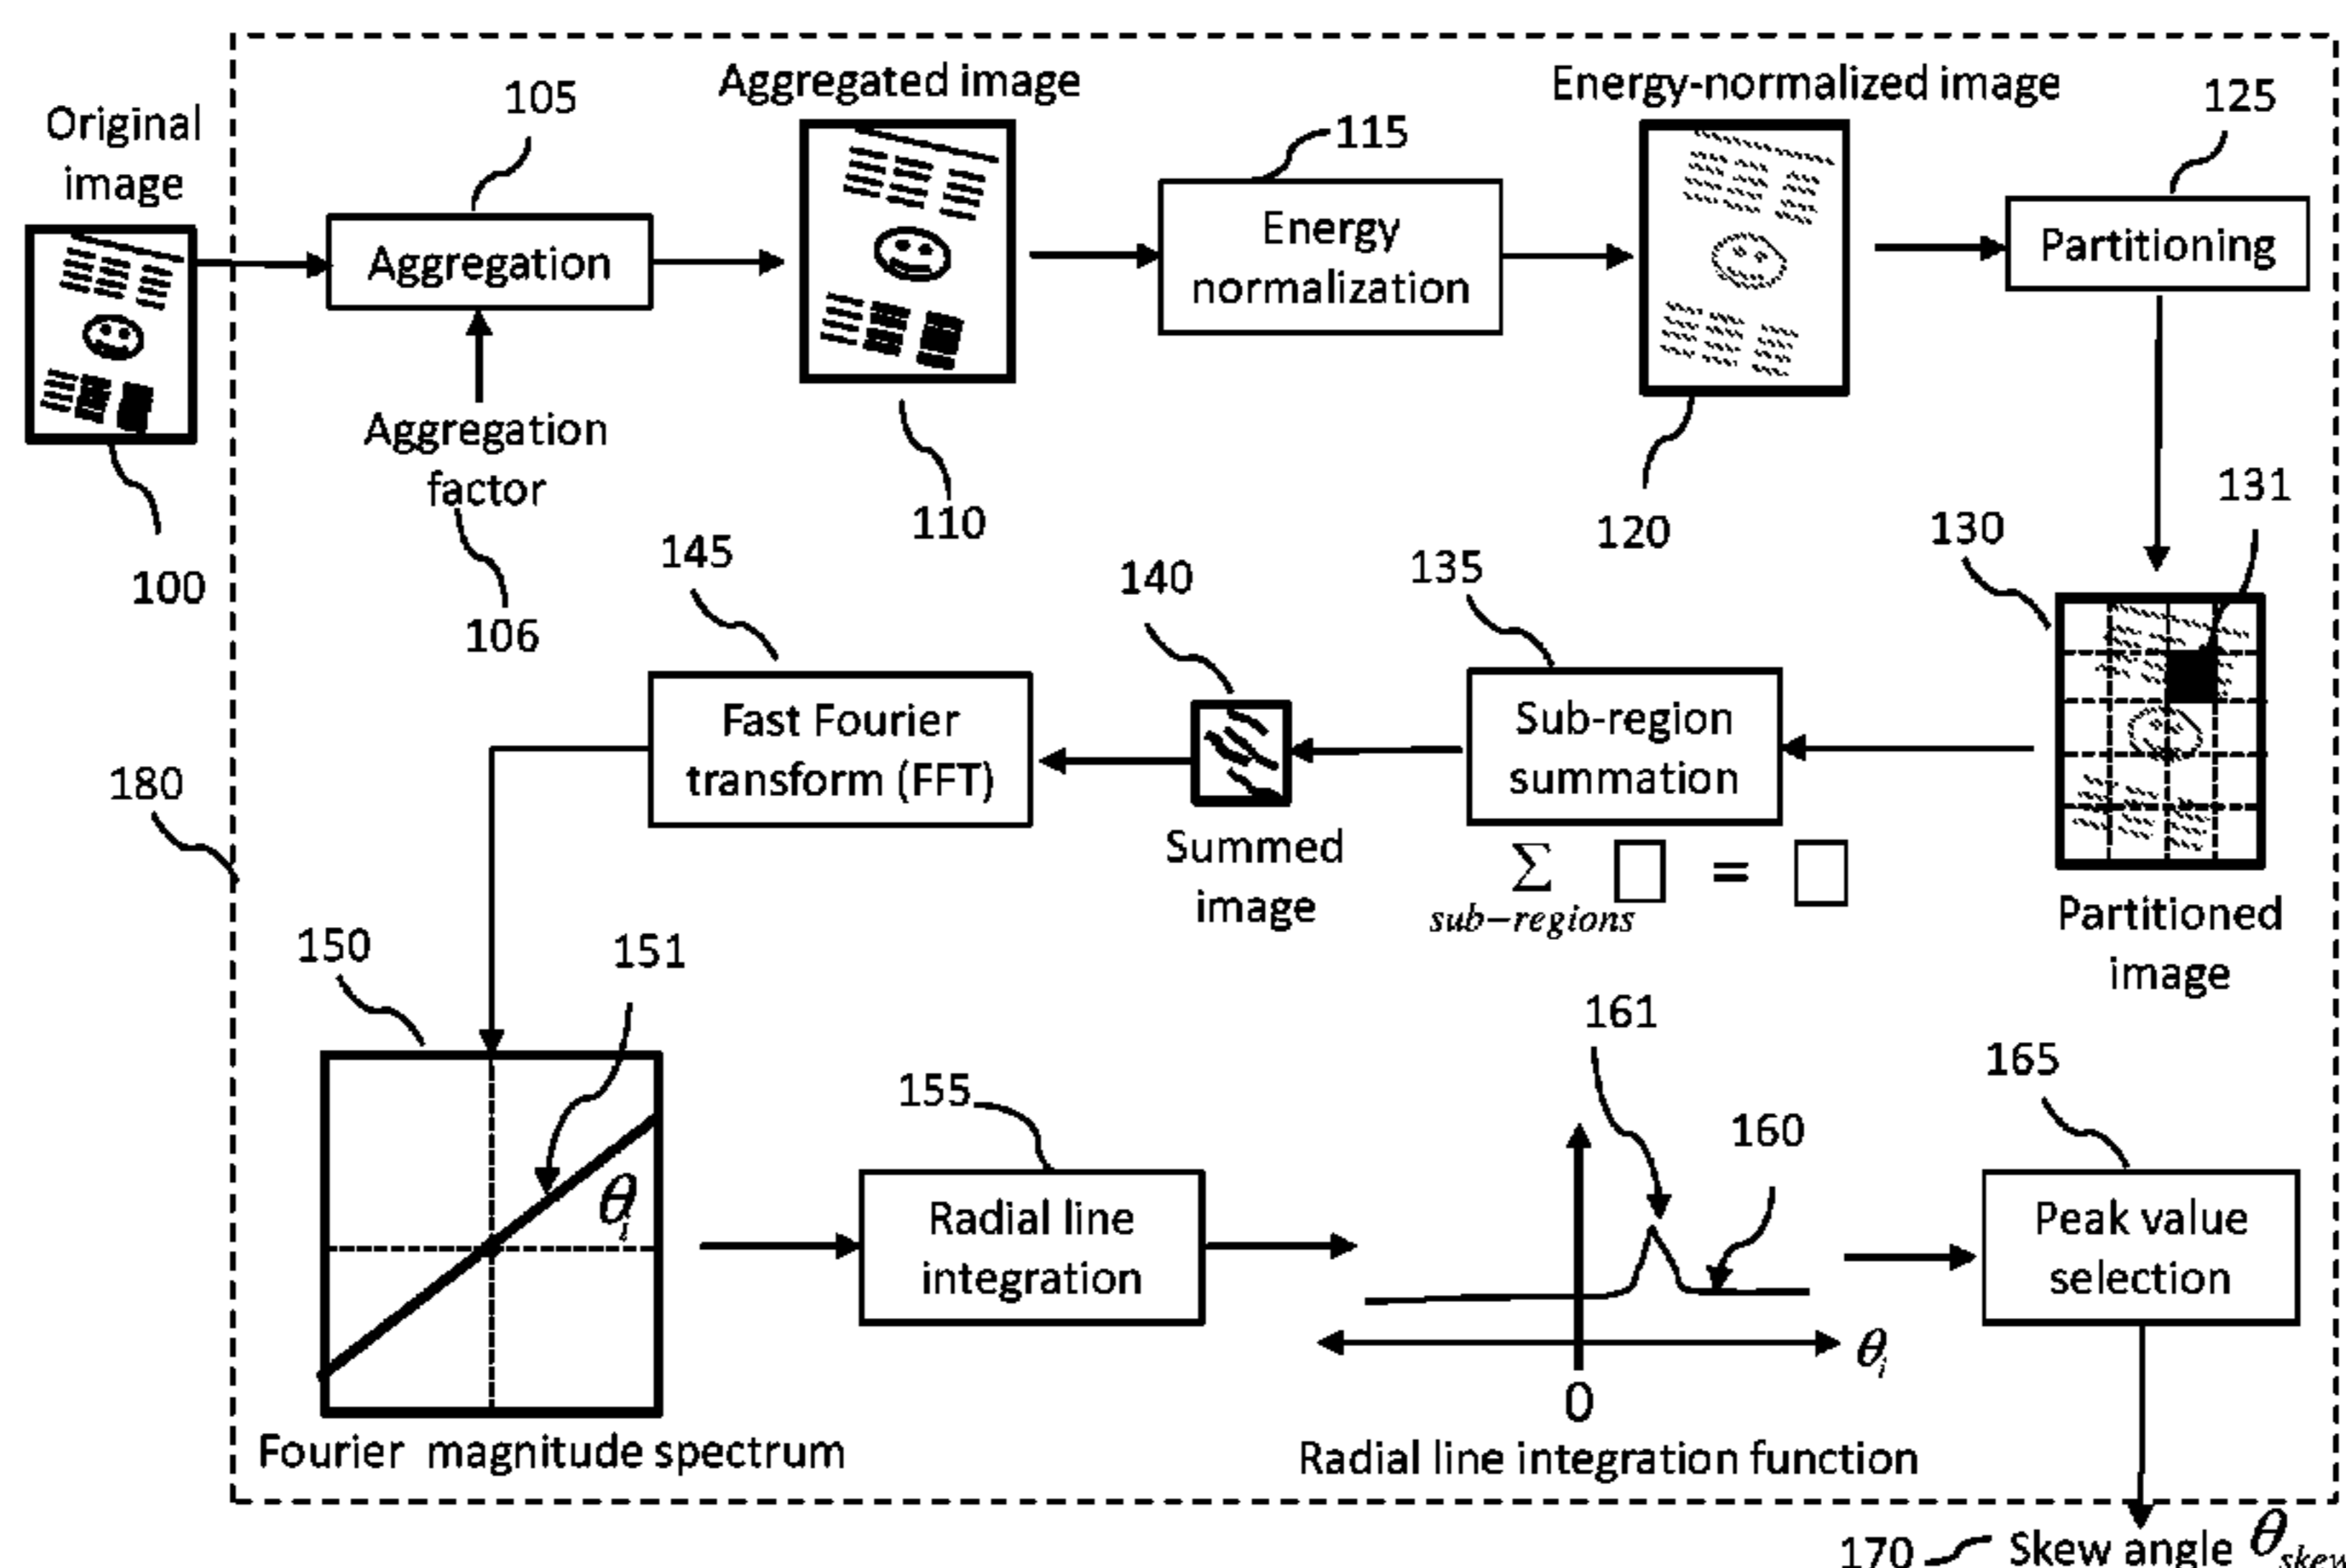 Original
image
100
105
Aggregation
Aggregation
factor
106
Aggregated image
110
115
Energy
normalization
Energy-normalized image
120
125
Partitioning
130
131
Partitioned
image
135
Sub-region
summation
∑ □ = □
sub-regions
140
Summed
image
145
Fast Fourier
transform (FFT)
180
150
151
θi
Fourier magnitude spectrum
155
Radial line
integration
161
160
θi
0
Radial line integration function
165
Peak value
selection
170 Skew angle θskew